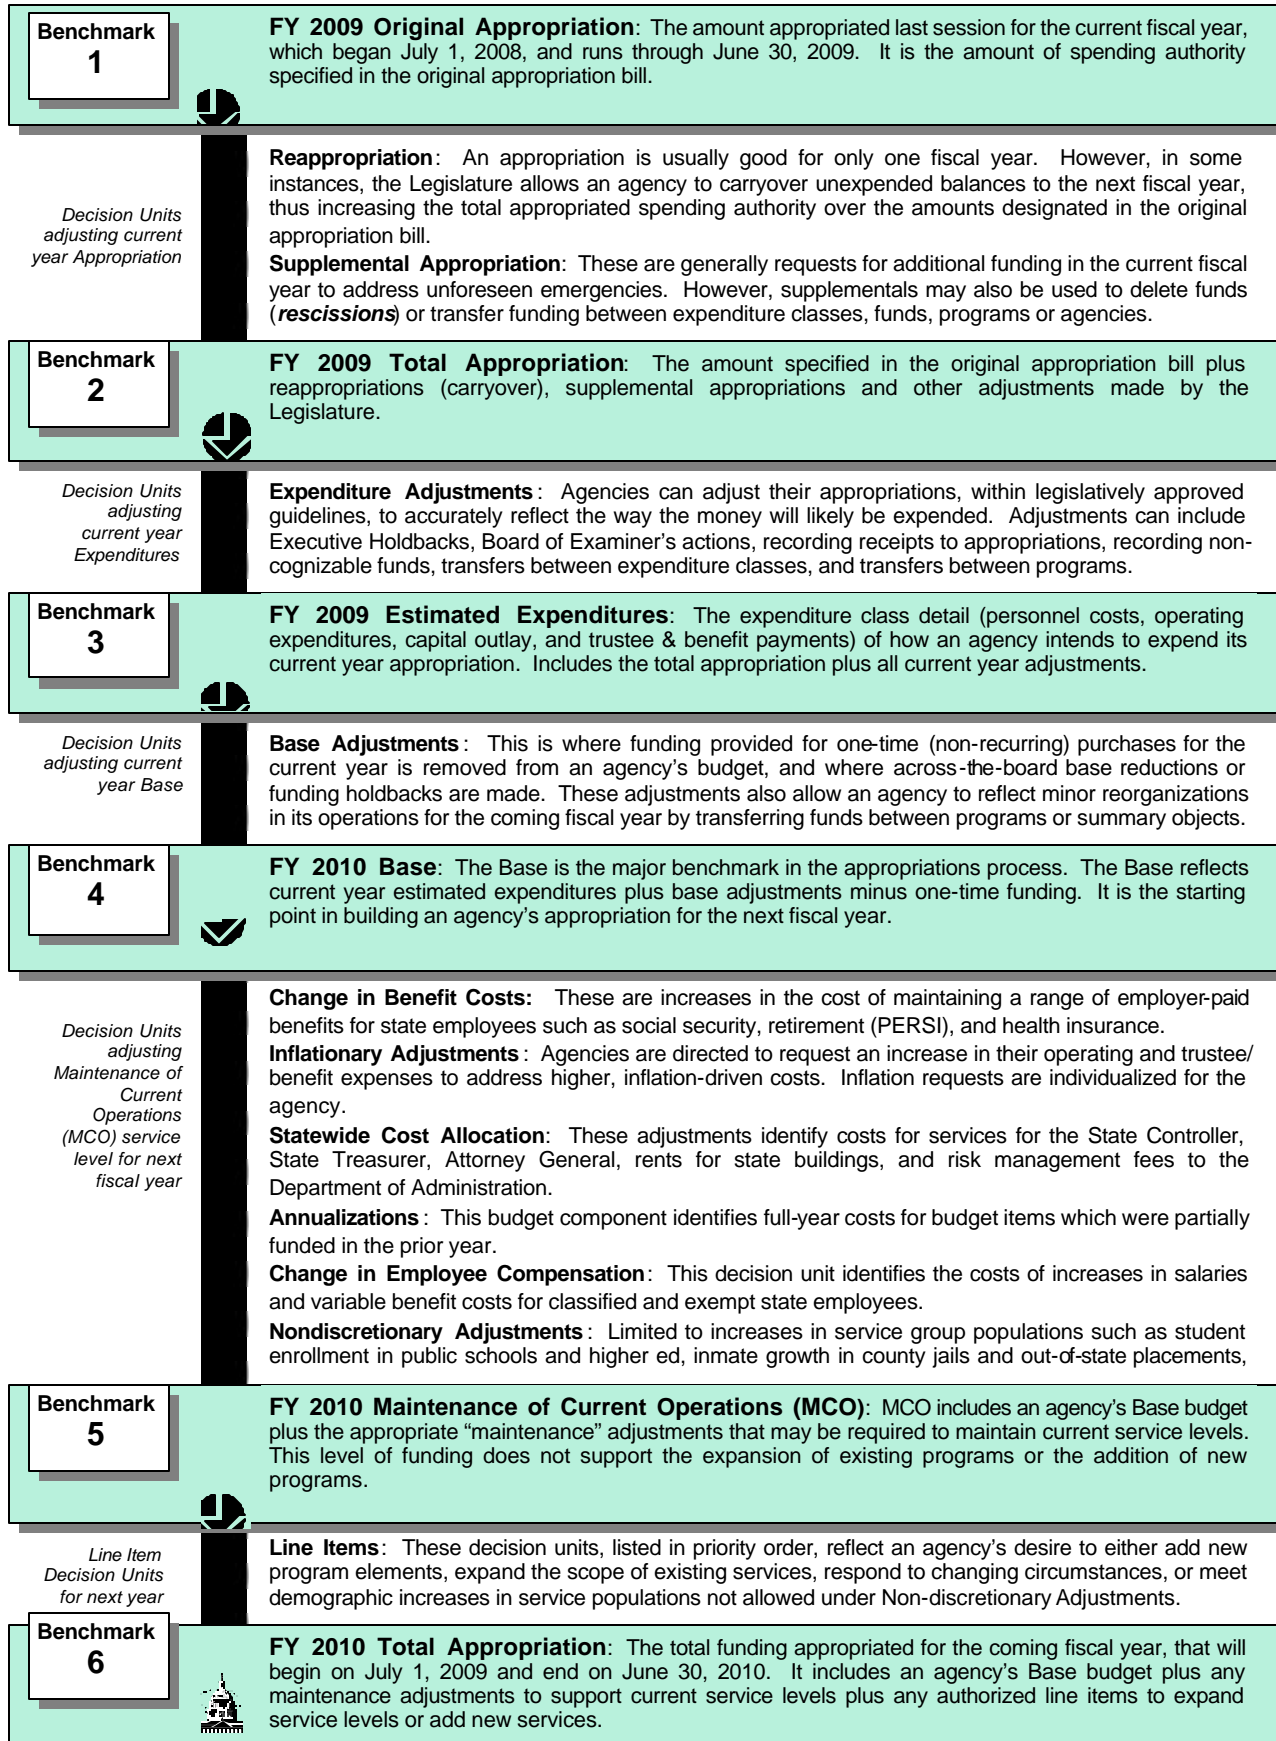 Benchmark
1
FY 2009 Original Appropriation: The amount appropriated last session for the current fiscal year,
which began July 1, 2008, and runs through June 30, 2009. It is the amount of spending authority
specified in the original appropriation bill.
Decision Units
adjusting current
year Appropriation
Reappropriation: An appropriation is usually good for only one fiscal year. However, in some
instances, the Legislature allows an agency to carryover unexpended balances to the next fiscal year,
thus increasing the total appropriated spending authority over the amounts designated in the original
appropriation bill.
Supplemental Appropriation: These are generally requests for additional funding in the current fiscal
year to address unforeseen emergencies. However, supplementals may also be used to delete funds
(rescissions) or transfer funding between expenditure classes, funds, programs or agencies.
Benchmark
2
FY 2009 Total Appropriation: The amount specified in the original appropriation bill plus
reappropriations (carryover), supplemental appropriations and other adjustments made by the
Legislature.
Decision Units
adjusting
current year
Expenditures
Expenditure Adjustments: Agencies can adjust their appropriations, within legislatively approved
guidelines, to accurately reflect the way the money will likely be expended. Adjustments can include
Executive Holdbacks, Board of Examiner's actions, recording receipts to appropriations, recording non-
cognizable funds, transfers between expenditure classes, and transfers between programs.
Benchmark
3
FY 2009 Estimated Expenditures: The expenditure class detail (personnel costs, operating
expenditures, capital outlay, and trustee & benefit payments) of how an agency intends to expend its
current year appropriation. Includes the total appropriation plus all current year adjustments.
Decision Units
adjusting current
year Base
Base Adjustments: This is where funding provided for one-time (non-recurring) purchases for the
current year is removed from an agency's budget, and where across-the-board base reductions or
funding holdbacks are made. These adjustments also allow an agency to reflect minor reorganizations
in its operations for the coming fiscal year by transferring funds between programs or summary objects.
Benchmark
4
FY 2010 Base: The Base is the major benchmark in the appropriations process. The Base reflects
current year estimated expenditures plus base adjustments minus one-time funding. It is the starting
point in building an agency's appropriation for the next fiscal year.
Decision Units
adjusting
Maintenance of
Current
Operations
(MCO) service
level for next
fiscal year
Change in Benefit Costs: These are increases in the cost of maintaining a range of employer-paid
benefits for state employees such as social security, retirement (PERSI), and health insurance.
Inflationary Adjustments: Agencies are directed to request an increase in their operating and trustee/
benefit expenses to address higher, inflation-driven costs. Inflation requests are individualized for the
agency.
Statewide Cost Allocation: These adjustments identify costs for services for the State Controller,
State Treasurer, Attorney General, rents for state buildings, and risk management fees to the
Department of Administration.
Annualizations: This budget component identifies full-year costs for budget items which were partially
funded in the prior year.
Change in Employee Compensation: This decision unit identifies the costs of increases in salaries
and variable benefit costs for classified and exempt state employees.
Nondiscretionary Adjustments: Limited to increases in service group populations such as student
enrollment in public schools and higher ed, inmate growth in county jails and out-of-state placements,
Benchmark
5
FY 2010 Maintenance of Current Operations (MCO): MCO includes an agency's Base budget
plus the appropriate "maintenance" adjustments that may be required to maintain current service levels.
This level of funding does not support the expansion of existing programs or the addition of new
programs.
Line Item
Decision Units
for next year
Line Items: These decision units, listed in priority order, reflect an agency's desire to either add new
program elements, expand the scope of existing services, respond to changing circumstances, or meet
demographic increases in service populations not allowed under Non-discretionary Adjustments.
Benchmark
6
FY 2010 Total Appropriation: The total funding appropriated for the coming fiscal year, that will
begin on July 1, 2009 and end on June 30, 2010. It includes an agency's Base budget plus any
maintenance adjustments to support current service levels plus any authorized line items to expand
service levels or add new services.